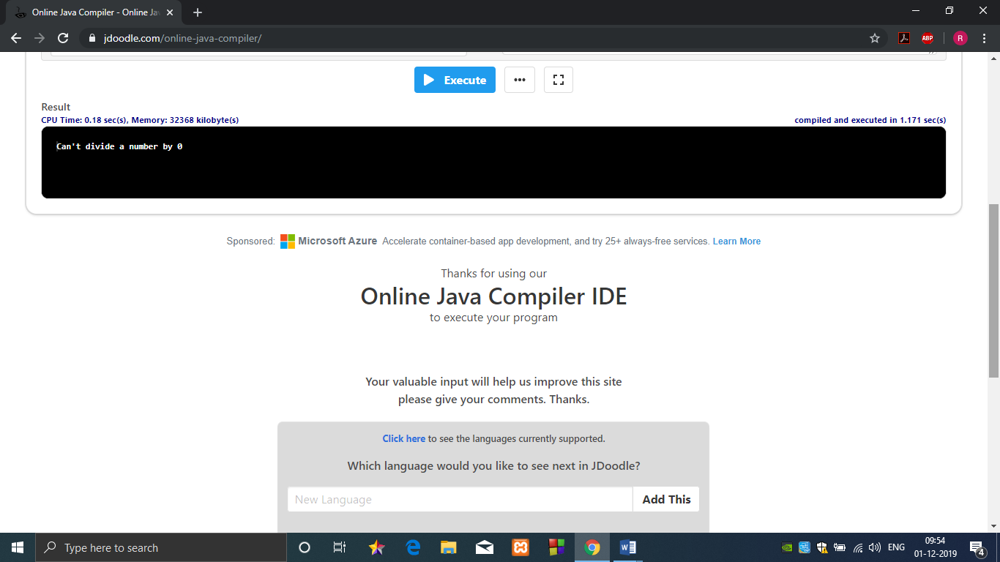 Online Java Compiler - Online Ja
jdoodle.com/online-java-compiler/
ABP
R
Execute
Result
CPU Time: 0.18 sec(s), Memory: 32368 kilobyte(s)
compiled and executed in 1.171 sec(s)
Can't divide a number by 0
Sponsored: Microsoft Azure Accelerate container-based app development, and try 25+ always-free services. Learn More
Thanks for using our
Online Java Compiler IDE
to execute your program
Your valuable input will help us improve this site
please give your comments. Thanks.
Click here to see the languages currently supported.
Which language would you like to see next in JDoodle?
New Language
Add This
Type here to search
ENG
09:54
01-12-2019
4